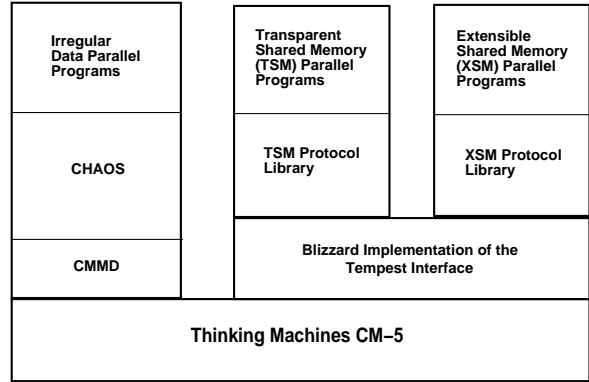 Irregular
Data Parallel
Programs
CHAOS
CMMD
Transparent
Shared Memory
(TSM) Parallel
Programs
TSM Protocol
Library
Extensible
Shared Memory
(XSM) Parallel
Programs
XSM Protocol
Library
Blizzard Implementation of the
Tempest Interface
Thinking Machines CM−5